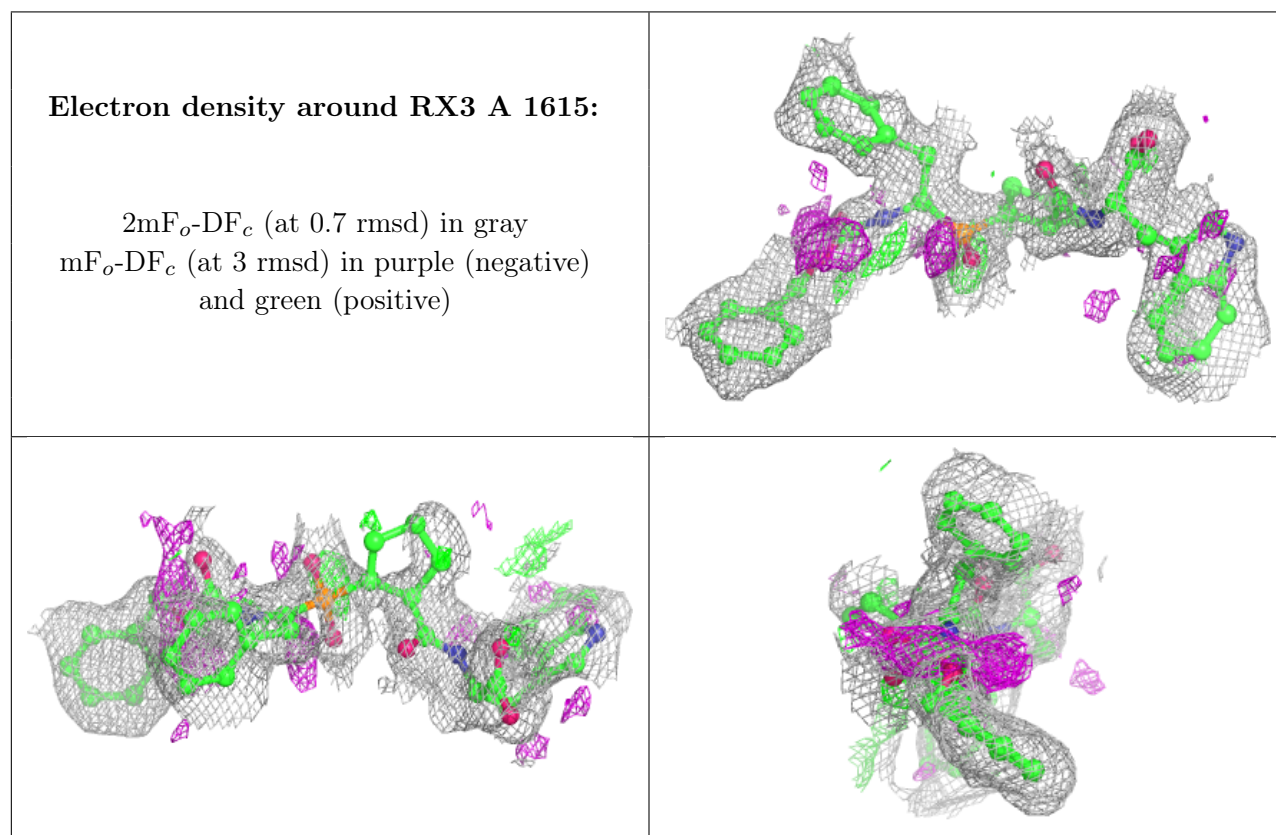 Electron density around RX3 A 1615:
2mFo-DFc (at 0.7 rmsd) in gray
mFo-DFc (at 3 rmsd) in purple (negative)
and green (positive)